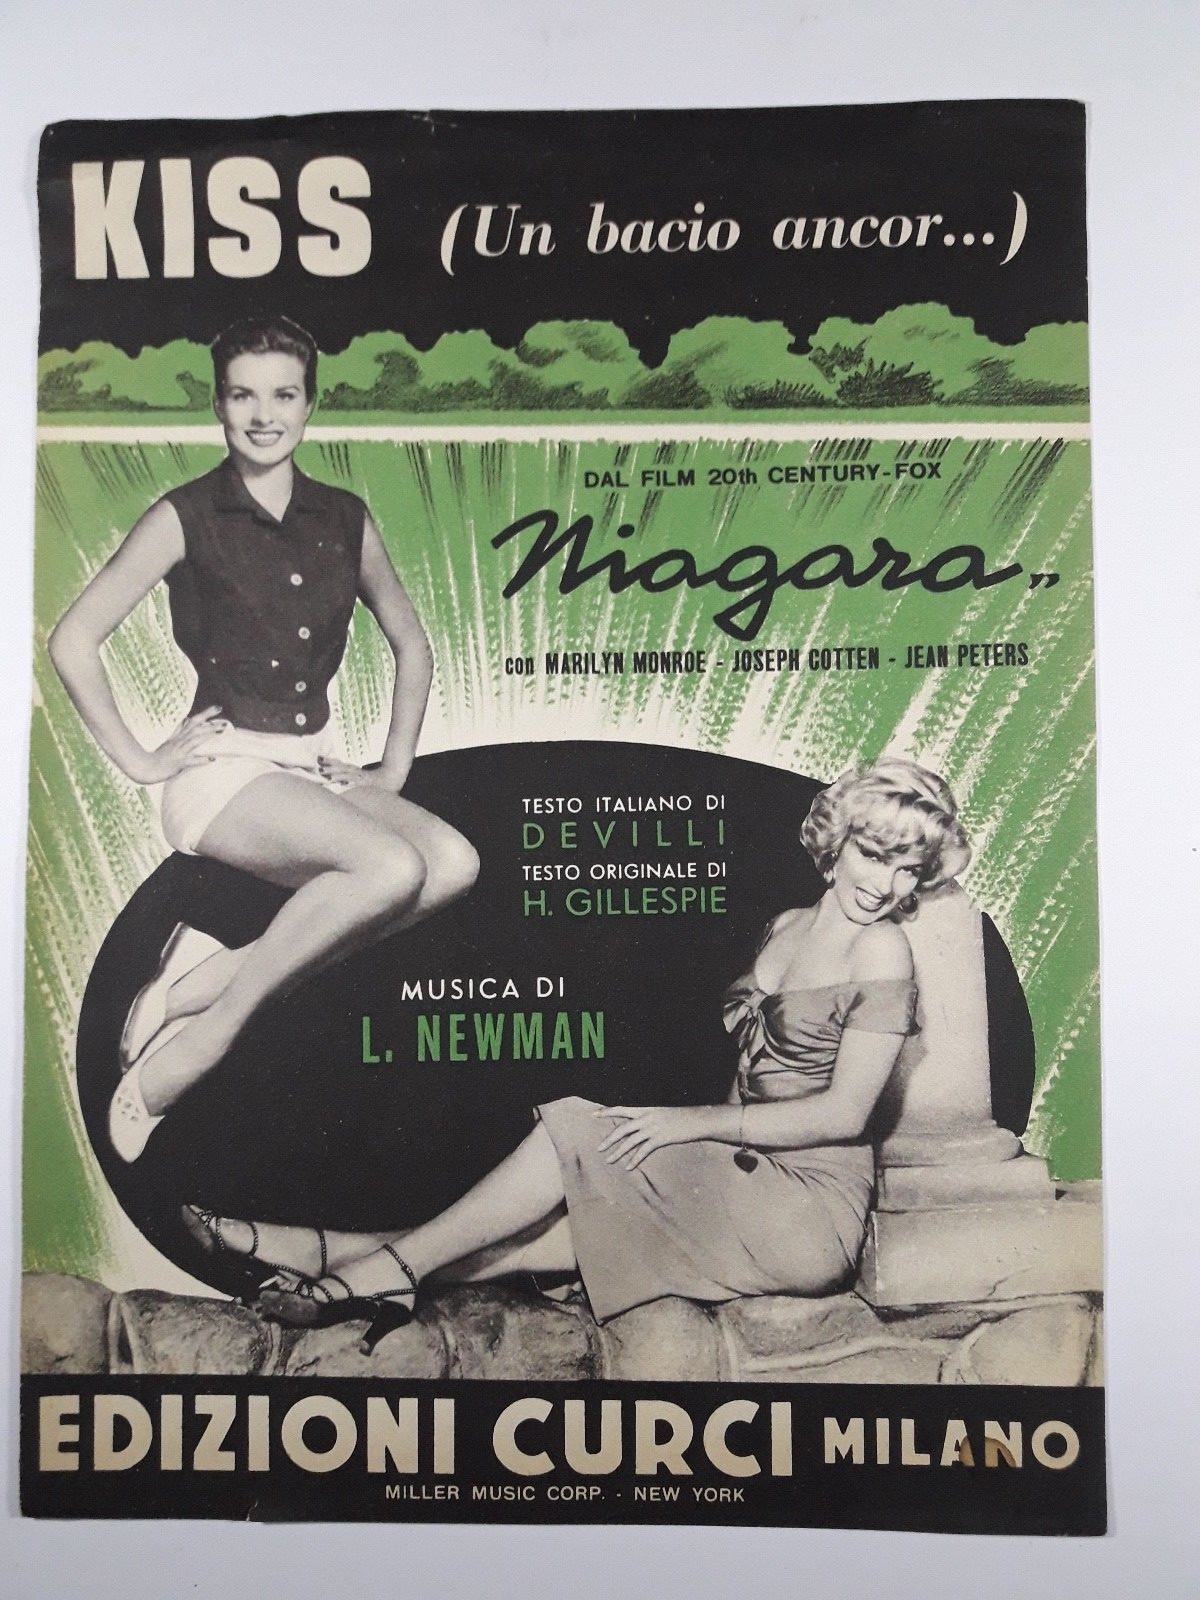 KISS (Un bacio ancor...)
DAL FILM 20th CENTURY-FOX
Niagara„
con MARILYN MONROE - JOSEPH COTTEN - JEAN PETERS
TESTO ITALIANO DI
DEVILLI
TESTO ORIGINALE DI
H. GILLESPIE
MUSICA DI
L. NEWMAN
EDIZIONI CURCI MILANO
MILLER MUSIC CORP. - NEW YORK